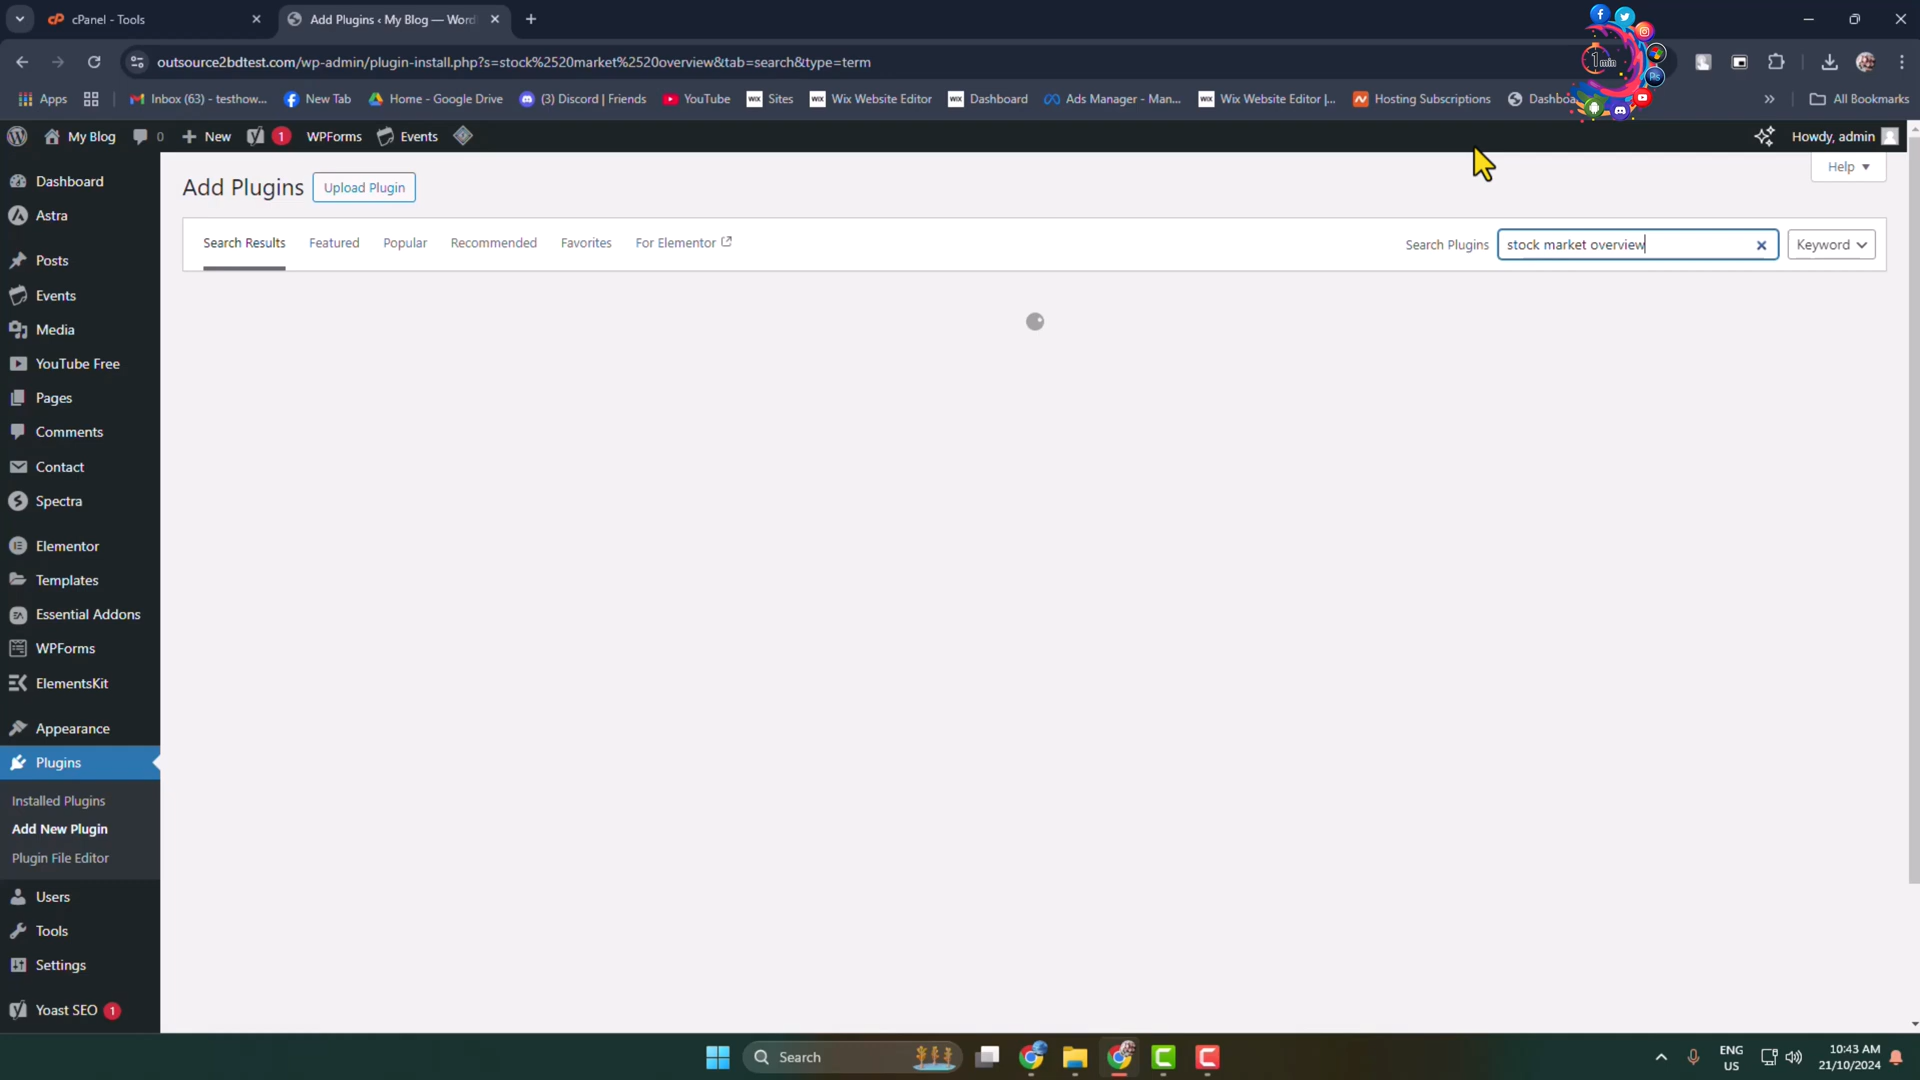 cPanel - Tools
Add Plugins ‹ My Blog — Word
outsource2bdtest.com/wp-admin/plugin-install.php?s=stock%2520market%2520overview&tab=search&type=term
1min
Ps
Apps
Inbox (63) - testhow...
New Tab
Home - Google Drive
(3) Discord | Friends
YouTube
WIX Sites
WIX Wix Website Editor
WIX Dashboard
Ads Manager - Man...
WIX Wix Website Editor |...
Hosting Subscriptions
All Bookmarks
My Blog
0
New
1
WPForms
Events
Howdy, admin
Help
Dashboard
Astra
Posts
Events
Media
YouTube Free
Pages
Comments
Contact
Spectra
Elementor
Templates
Essential Addons
WPForms
ElementsKit
Appearance
Plugins
Installed Plugins
Add New Plugin
Plugin File Editor
Users
Tools
Settings
Yoast SEO 1
Add Plugins
Upload Plugin
Search Results
Featured
Popular
Recommended
Favorites
For Elementor
Search Plugins
stock market overview
Keyword
Search
ENG
US
10:43 AM
21/10/2024